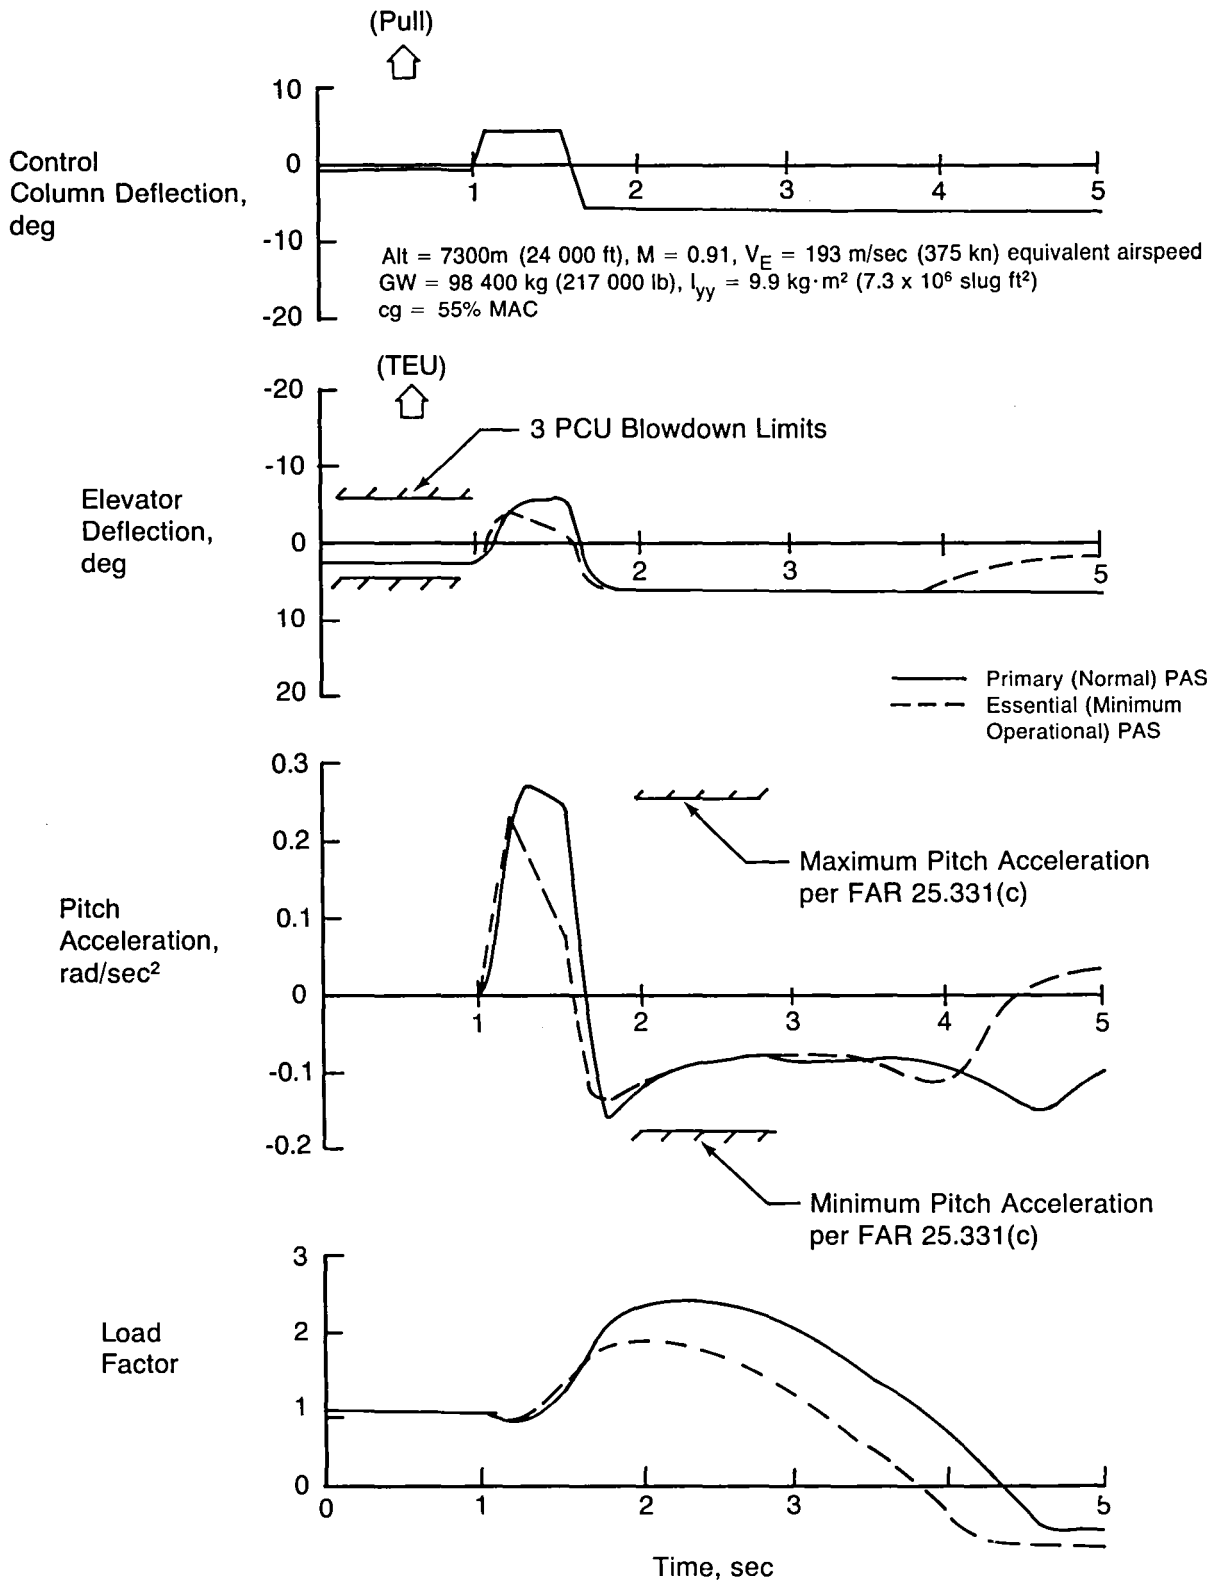 (Pull)
10
0
-10
-20
Control
Column Deflection,
deg
1 2 3 4 5
Alt = 7300m (24 000 ft), M = 0.91, V_E = 193 m/sec (375 kn) equivalent airspeed
GW = 98 400 kg (217 000 lb), I_yy = 9.9 kg·m² (7.3 x 10⁶ slug ft²)
cg = 55% MAC
(TEU)
-20
-10
0
10
20
3 PCU Blowdown Limits
Elevator
Deflection,
deg
1 2 3 4 5
Primary (Normal) PAS
Essential (Minimum
Operational) PAS
0.3
0.2
0.1
0
-0.1
-0.2
Pitch
Acceleration,
rad/sec²
Maximum Pitch Acceleration
per FAR 25.331(c)
1 2 3 4 5
Minimum Pitch Acceleration
per FAR 25.331(c)
3
2
1
0
Load
Factor
0 1 2 3 4 5
Time, sec